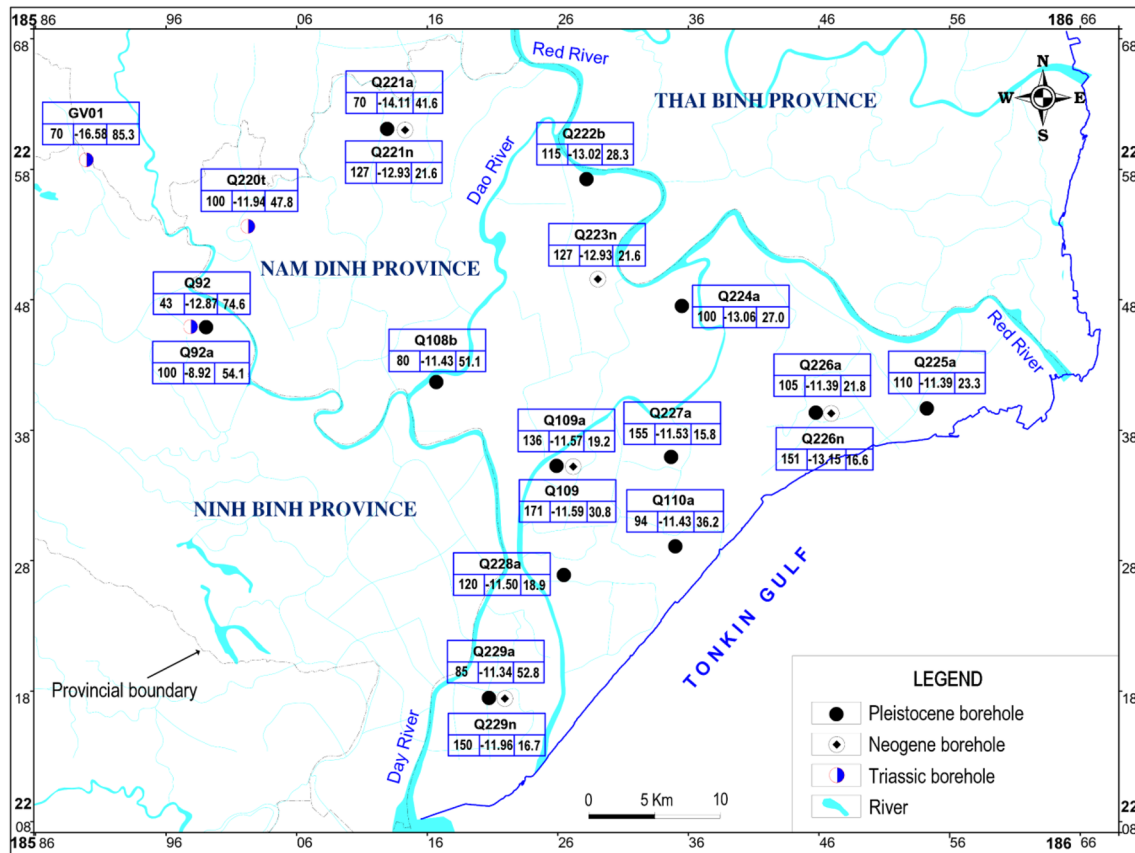 185 86 96 06 16 26 36 46 56 186 66
68 68
Red River
N
W E
S
THAI BINH PROVINCE
Q221a
70 -14.11 41.6
GV01
70 -16.58 85.3
Q222b
115 -13.02 28.3
Q221n
127 -12.93 21.6
Dao River
22 58 22 58
Q220t
100 -11.94 47.8
Q223n
127 -12.93 21.6
NAM DINH PROVINCE
Q92
43 -12.87 74.6
Q224a
100 -13.06 27.0
48 48
Red River
Q108b
80 -11.43 51.1
Q92a
100 -8.92 54.1
Q226a
105 -11.39 21.8
Q225a
110 -11.39 23.3
Q109a
136 -11.57 19.2
Q227a
155 -11.53 15.8
38 38
Q226n
151 -13.15 16.6
Q109
171 -11.59 30.8
Q110a
94 -11.43 36.2
NINH BINH PROVINCE
28 28
Q228a
120 -11.50 18.9
TONKIN GULF
Q229a
85 -11.34 52.8
Provincial boundary
18 18
Q229n
150 -11.96 16.7
Day River
LEGEND
Pleistocene borehole
Neogene borehole
Triassic borehole
River
0 5 Km 10
22 08 22 08
185 86 96 06 16 26 36 46 56 186 66